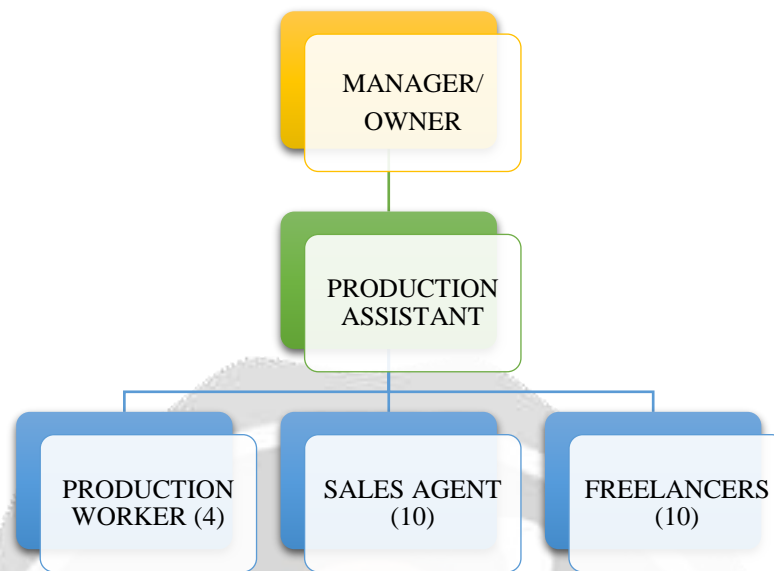 MANAGER/
OWNER
PRODUCTION
ASSISTANT
PRODUCTION
WORKER (4)
SALES AGENT
(10)
FREELANCERS
(10)